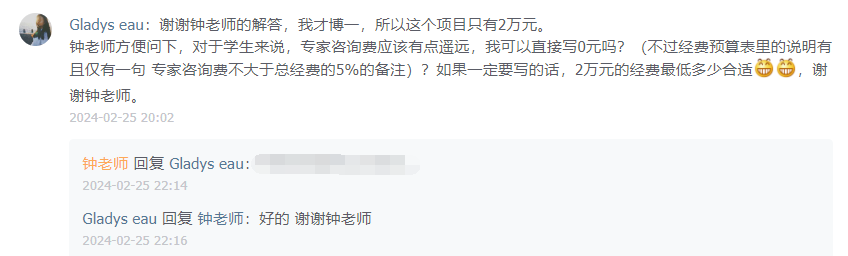 Gladys eau：谢谢钟老师的解答，我才博一，所以这个项目只有2万元。
钟老师方便问下，对于学生来说，专家咨询费应该有点遥远，我可以直接写0元吗？（不过经费预算表里的说明有
且仅有一句 专家咨询费不大于总经费的5%的备注）？如果一定要写的话，2万元的经费最低多少合适😁😁，谢
谢钟老师。
2024-02-25 20:02
钟老师 回复 Gladys eau：
2024-02-25 22:14
Gladys eau 回复 钟老师：好的 谢谢钟老师
2024-02-25 22:16